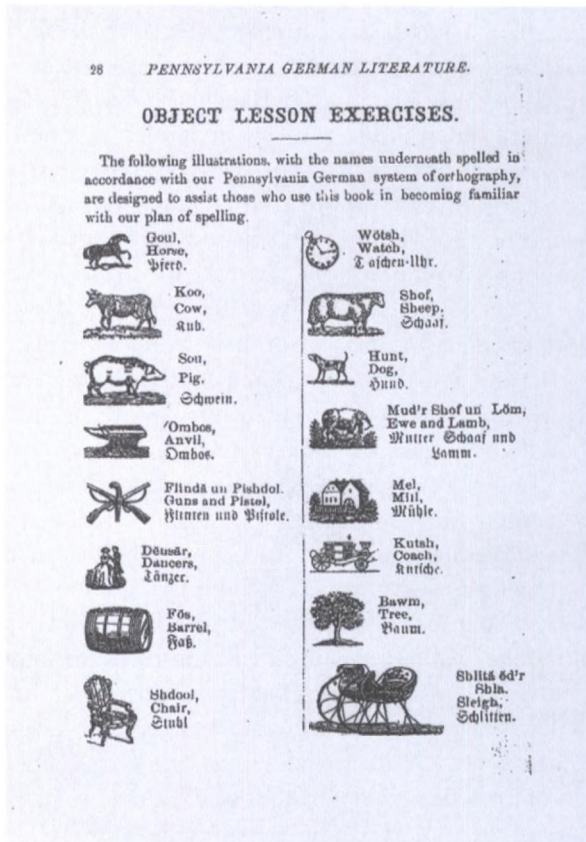 28 PENNSYLVANIA GERMAN LITERATURE.
OBJECT LESSON EXERCISES.
The following illustrations, with the names underneath spelled in
accordance with our Pennsylvania German system of orthography,
are designed to assist those who use this book in becoming familiar
with our plan of spelling.
Goul,
Horse,
Pferd.
Koo,
Cow,
Kuh.
Sou,
Pig.
Schwein.
'Ombos,
Anvil,
Ombos.
Flindâ un Pishdol.
Guns and Pistol,
Flinten und Pistole.
Dëusâr,
Dancers,
Tänzer.
Fös,
Barrel,
Faß.
Shdool,
Chair,
Stuhl
Wötsh,
Watch,
Taschen-Uhr.
Shof,
Sheep.
Schaaf.
Hunt,
Dog,
Hund.
Mud'r Shof un Löm,
Ewe and Lamb,
Mutter Schaaf und
Lamm.
Mel,
Mill,
Mühle.
Kutsh,
Coach,
Kutsche.
Bawm,
Tree,
Baum.
Shlitâ öd'r
Shla.
Sleigh,
Schlitten.